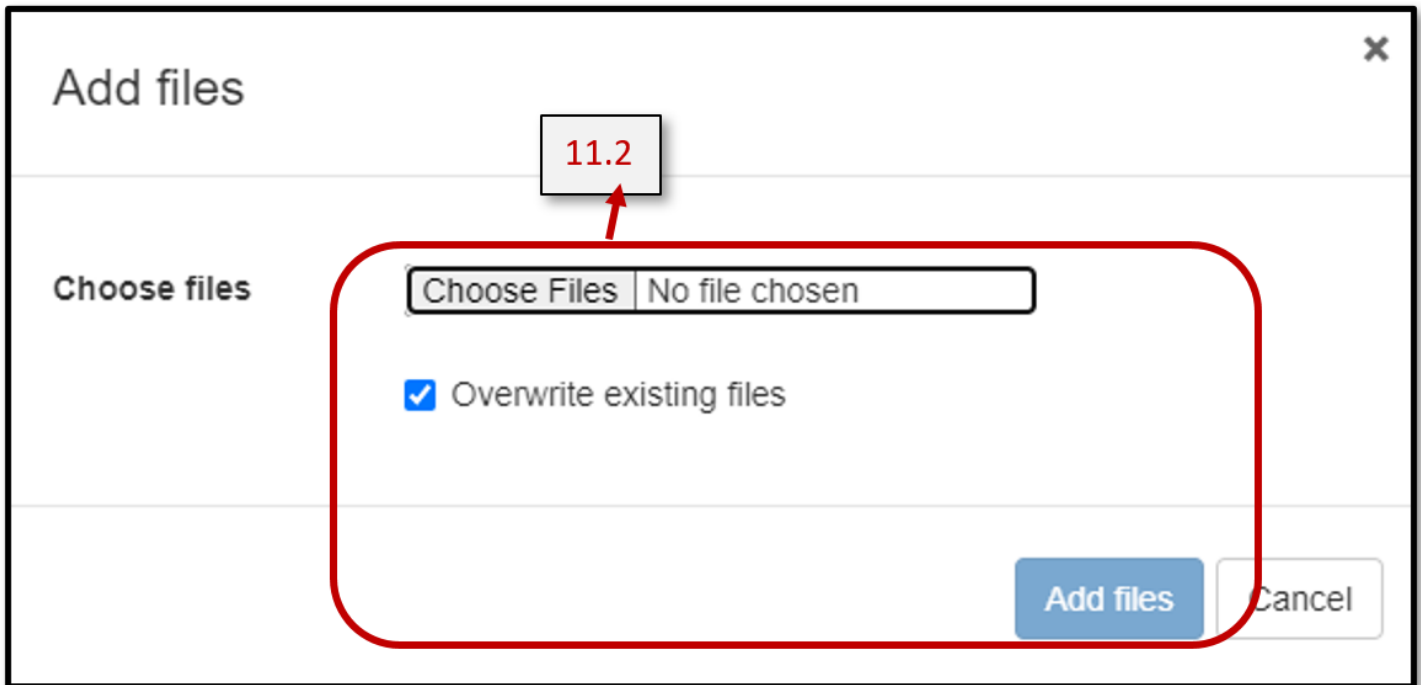 Add files
11.2
Choose files
Choose Files No file chosen
Overwrite existing files
Add files Cancel